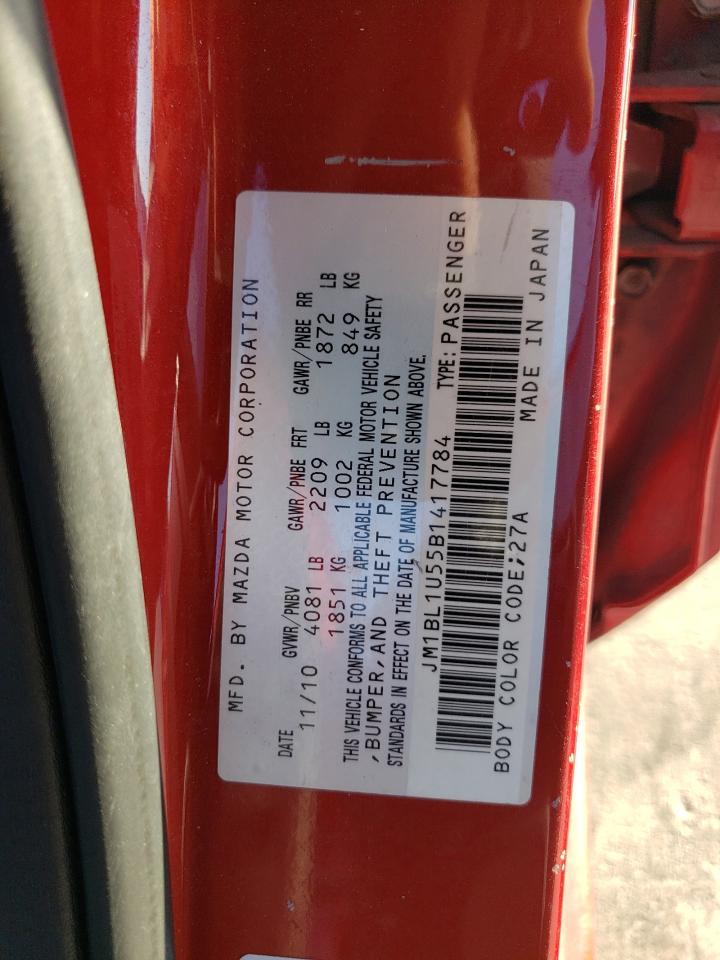 MFD. BY MAZDA MOTOR CORPORATION
DATE GVWR/PNBV GAWR/PNBE FRT GAWR/PNBE RR
11/10 4081 LB 2209 LB 1872 LB
1851 KG 1002 KG 849 KG
THIS VEHICLE CONFORMS TO ALL APPLICABLE FEDERAL MOTOR VEHICLE SAFETY
,BUMPER,AND THEFT PREVENTION
STANDARDS IN EFFECT ON THE DATE OF MANUFACTURE SHOWN ABOVE.
JM1BL1U55B1417784 TYPE:PASSENGER
BODY COLOR CODE;27A MADE IN JAPAN